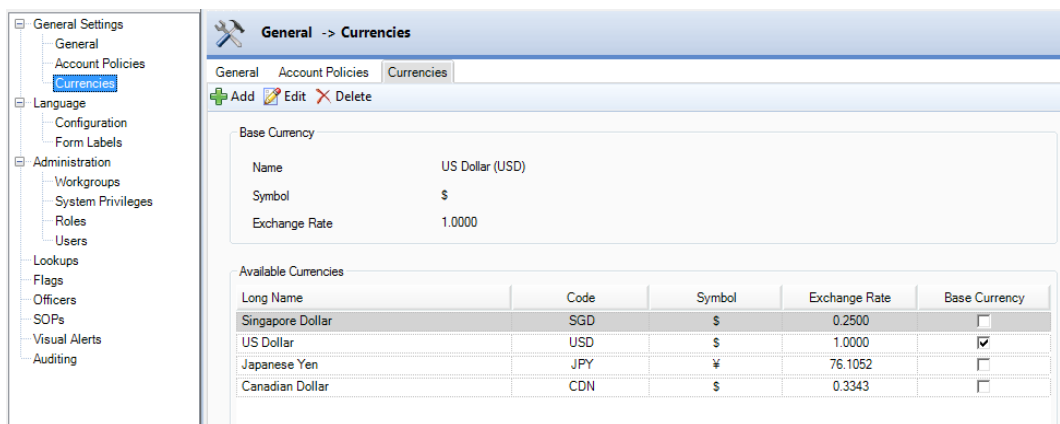 General Settings
General
Account Policies
Currencies
Language
Configuration
Form Labels
Administration
Workgroups
System Privileges
Roles
Users
Lookups
Flags
Officers
SOPs
Visual Alerts
Auditing
General -> Currencies
General Account Policies Currencies
Add Edit Delete
Base Currency
Name US Dollar (USD)
Symbol $
Exchange Rate 1.0000
Available Currencies
Long Name Code Symbol Exchange Rate Base Currency
Singapore Dollar SGD $ 0.2500
US Dollar USD $ 1.0000
Japanese Yen JPY ¥ 76.1052
Canadian Dollar CDN $ 0.3343